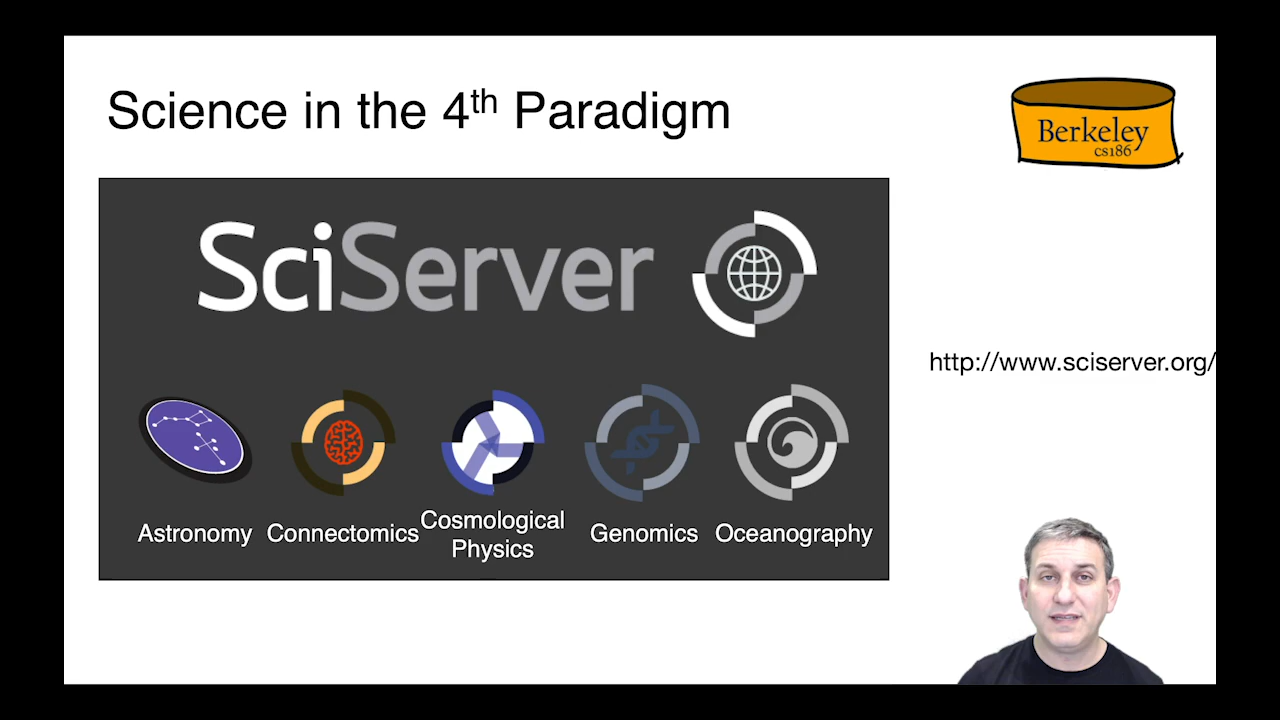 Science in the 4th Paradigm
Berkeley
cs186
SciServer
http://www.sciserver.org/
Astronomy
Connectomics
Cosmological
Physics
Genomics
Oceanography